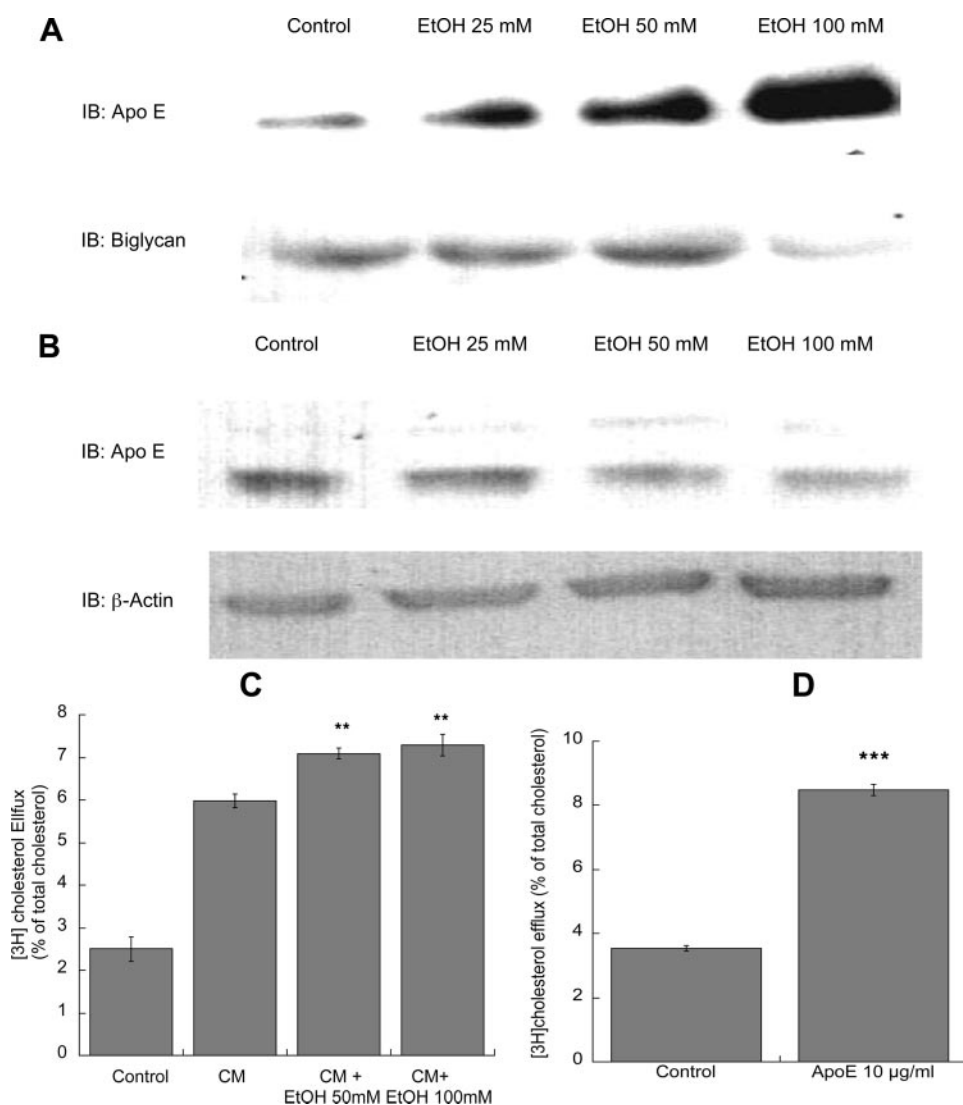 A
Control EtOH 25 mM EtOH 50 mM EtOH 100 mM
IB: Apo E
IB: Biglycan
B
Control EtOH 25 mM EtOH 50 mM EtOH 100 mM
IB: Apo E
IB: β-Actin
C
[3H] cholesterol Ellfux
(% of total cholesterol)
8
7
6
5
4
3
2
1
0
** **
Control CM CM + CM+
EtOH 50mM EtOH 100mM
D
[3H]cholesterol efflux (% of total cholesterol)
10
8
6
4
2
0
***
Control ApoE 10 µg/ml